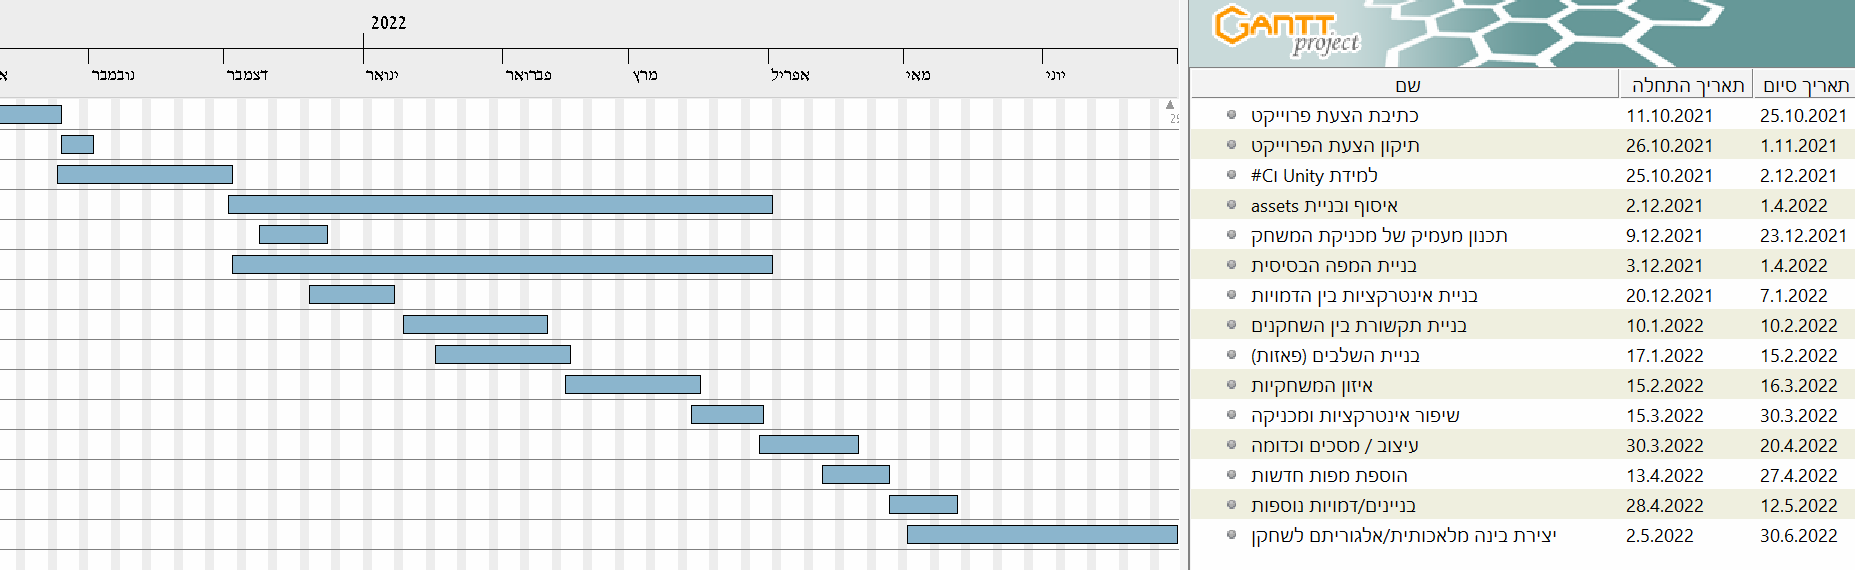 2022
נובמבר דצמבר ינואר פברואר מרץ אפריל מאי יוני
GANTT
project
שם תאריך התחלה תאריך סיום
כתיבת הצעת פרוייקט 11.10.2021 25.10.2021
תיקון הצעת הפרוייקט 26.10.2021 1.11.2021
למידת Unity וC# 25.10.2021 2.12.2021
איסוף ובניית assets 2.12.2021 1.4.2022
תכנון מעמיק של מכניקת המשחק 9.12.2021 23.12.2021
בניית המפה הבסיסית 3.12.2021 1.4.2022
בניית אינטרקציות בין הדמויות 20.12.2021 7.1.2022
בניית תקשורת בין השחקנים 10.1.2022 10.2.2022
בניית השלבים (פאזות) 17.1.2022 15.2.2022
איזון המשחקיות 15.2.2022 16.3.2022
שיפור אינטרקציות ומכניקה 15.3.2022 30.3.2022
עיצוב / מסכים וכדומה 30.3.2022 20.4.2022
הוספת מפות חדשות 13.4.2022 27.4.2022
בניינים/דמויות נוספות 28.4.2022 12.5.2022
יצירת בינה מלאכותית/אלגוריתם לשחקן 2.5.2022 30.6.2022